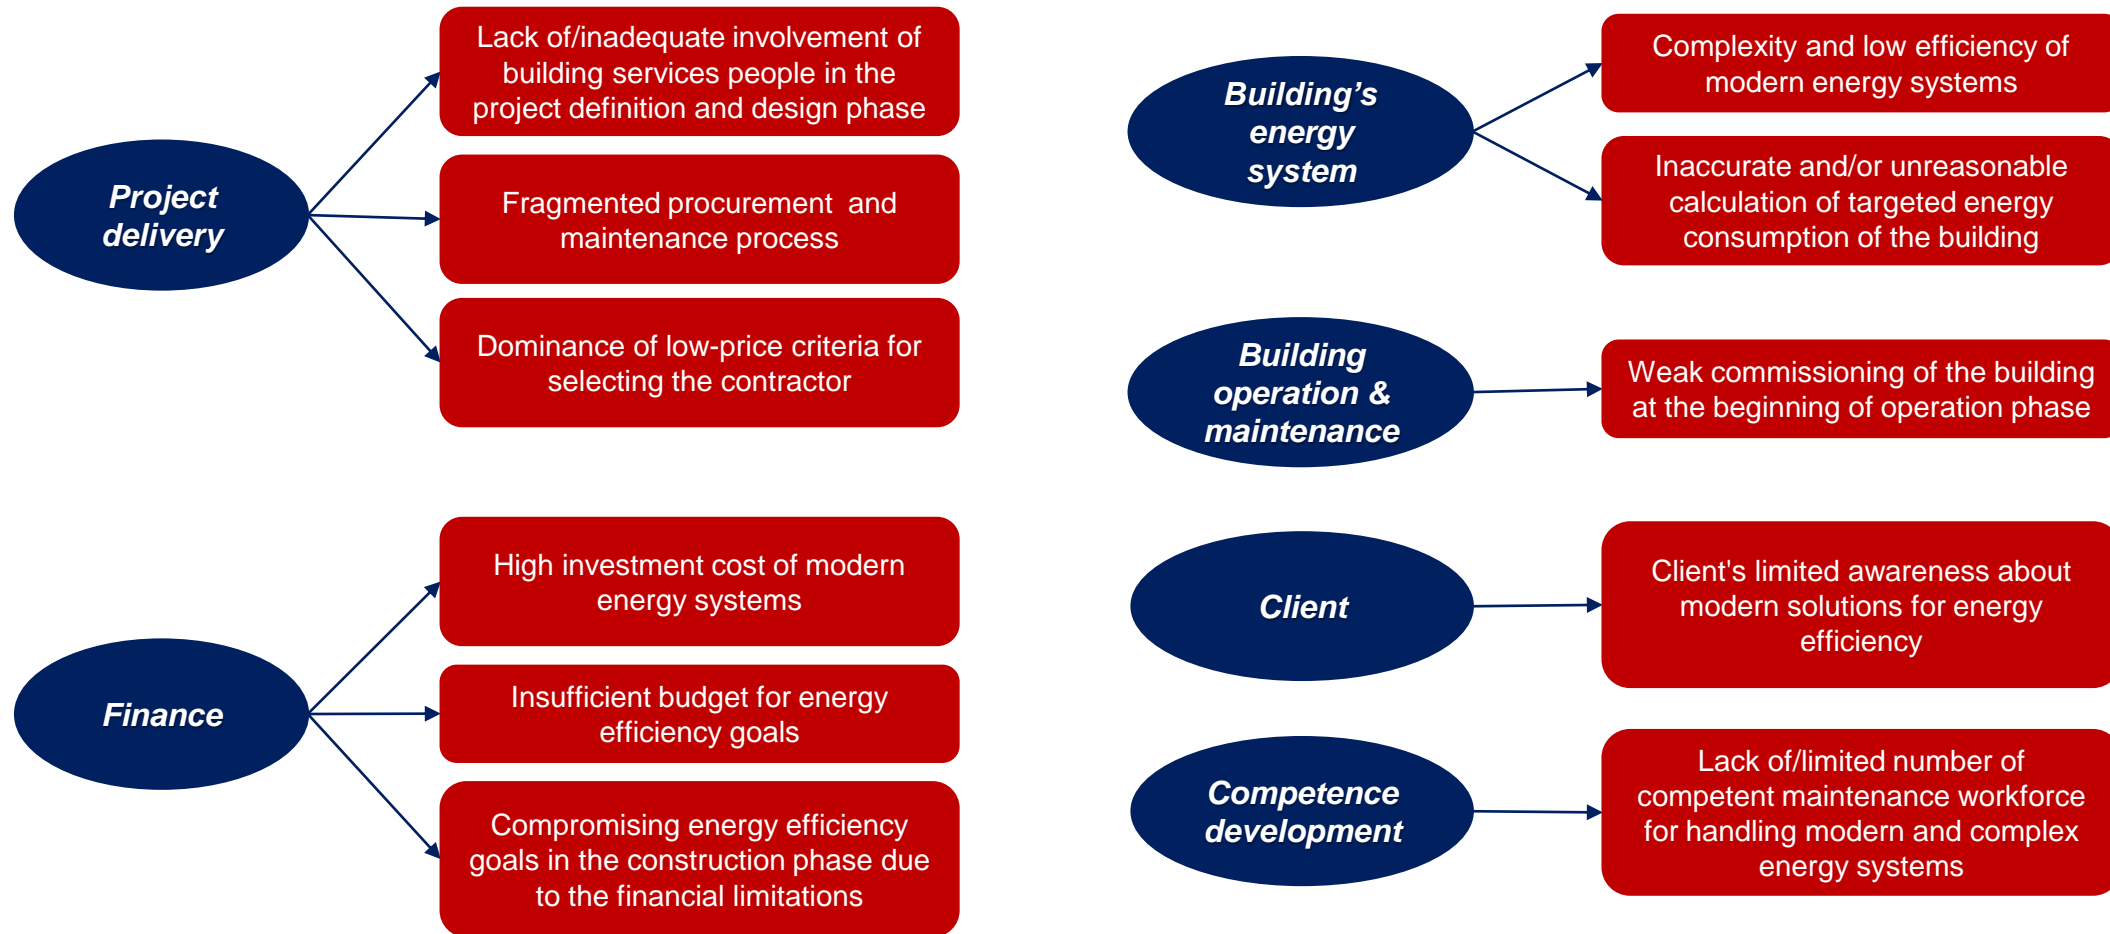 Project
delivery
Lack of/inadequate involvement of
building services people in the
project definition and design phase
Fragmented procurement  and
maintenance process
Dominance of low-price criteria for
selecting the contractor
Finance
High investment cost of modern
energy systems
Insufficient budget for energy
efficiency goals
Compromising energy efficiency
goals in the construction phase due
to the financial limitations
Building’s
energy
system
Complexity and low efficiency of
modern energy systems
Inaccurate and/or unreasonable
calculation of targeted energy
consumption of the building
Building
operation &
maintenance
Weak commissioning of the building
at the beginning of operation phase
Client
Client's limited awareness about
modern solutions for energy
efficiency
Competence
development
Lack of/limited number of
competent maintenance workforce
for handling modern and complex
energy systems